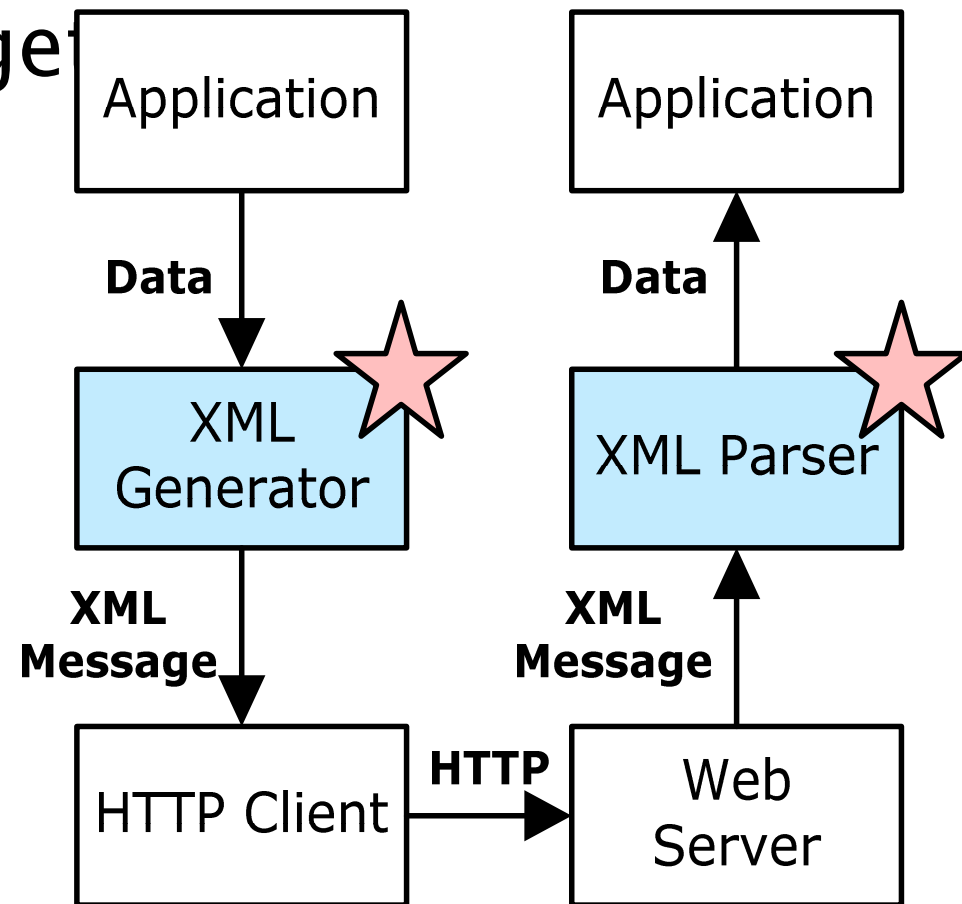 Application
Application
Data
Data
XML
Generator
XML Parser
XML
Message
XML
Message
HTTP Client
HTTP
Web
Server